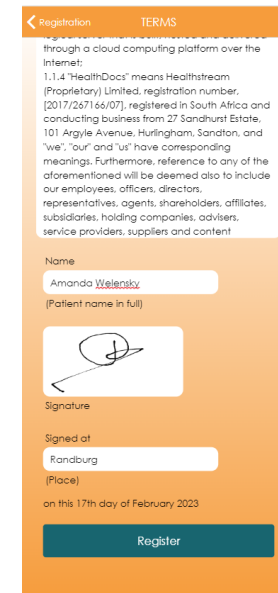 Registration
TERMS
through a cloud computing platform over the
Internet;
1.1.4 "HealthDocs" means Healthstream
(Proprietary) Limited, registration number,
[2017/267166/07], registered in South Africa and
conducting business from 27 Sandhurst Estate,
101 Argyle Avenue, Hurlingham, Sandton, and
"we", "our" and "us" have corresponding
meanings. Furthermore, reference to any of the
aforementioned will be deemed also to include
our employees, officers, directors,
representatives, agents, shareholders, affiliates,
subsidiaries, holding companies, advisers,
service providers, suppliers and content
Name
Amanda Welensky
(Patient name in full)
Signature
Signed at
Randburg
(Place)
on this 17th day of February 2023
Register